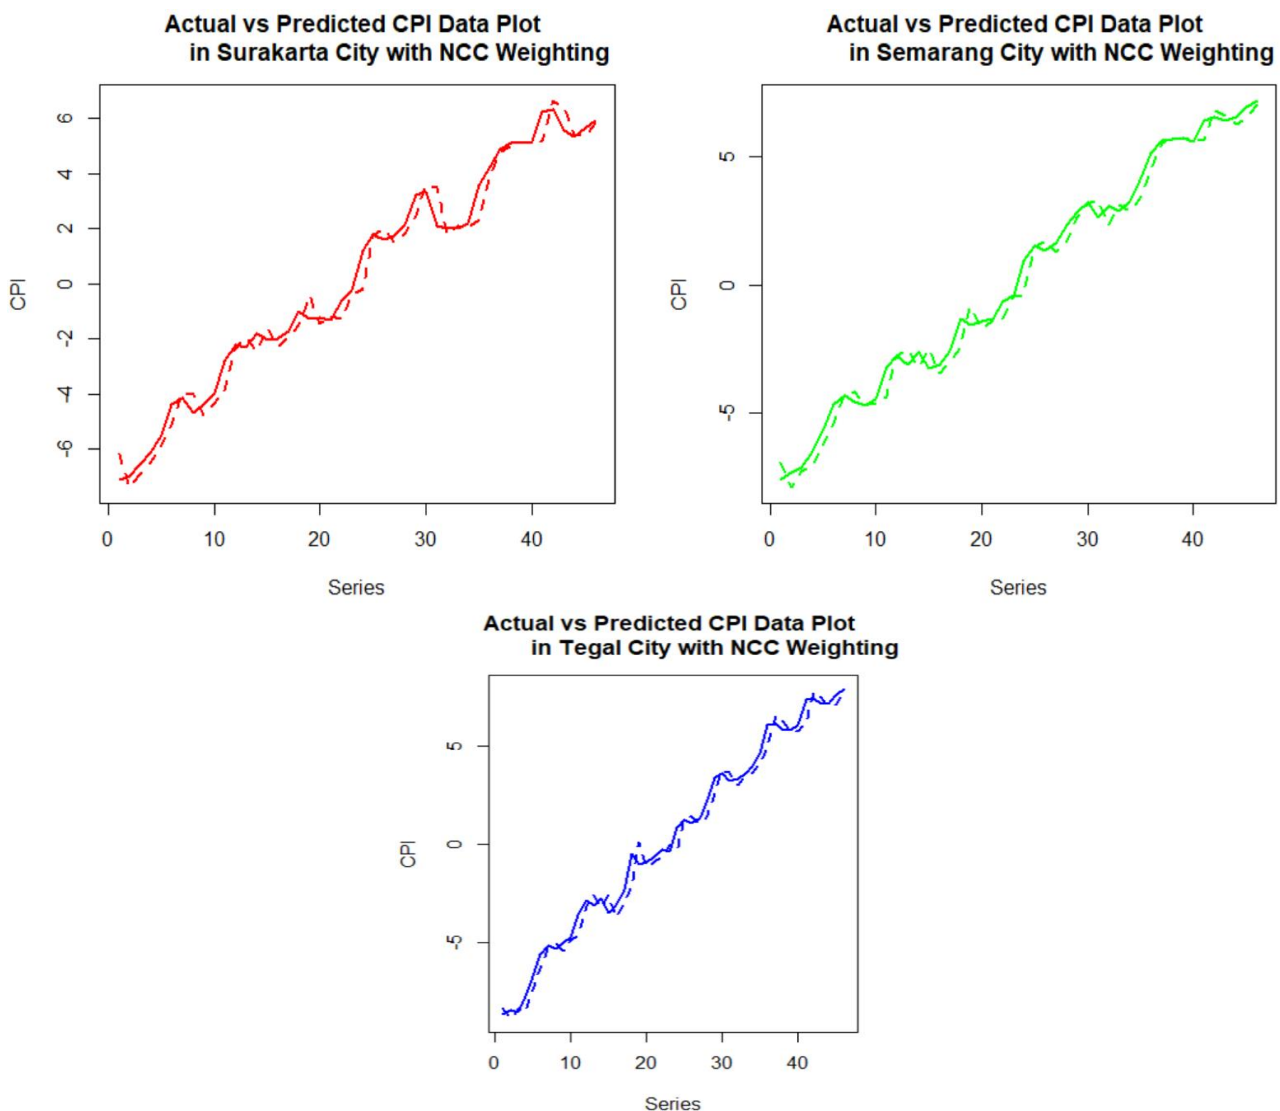 Actual vs Predicted CPI Data Plot
in Surakarta City with NCC Weighting
6
4
2
0
-2
-4
-6
CPI
0 10 20 30 40
Series
Actual vs Predicted CPI Data Plot
in Semarang City with NCC Weighting
5
0
-5
CPI
0 10 20 30 40
Series
Actual vs Predicted CPI Data Plot
in Tegal City with NCC Weighting
5
0
-5
CPI
0 10 20 30 40
Series